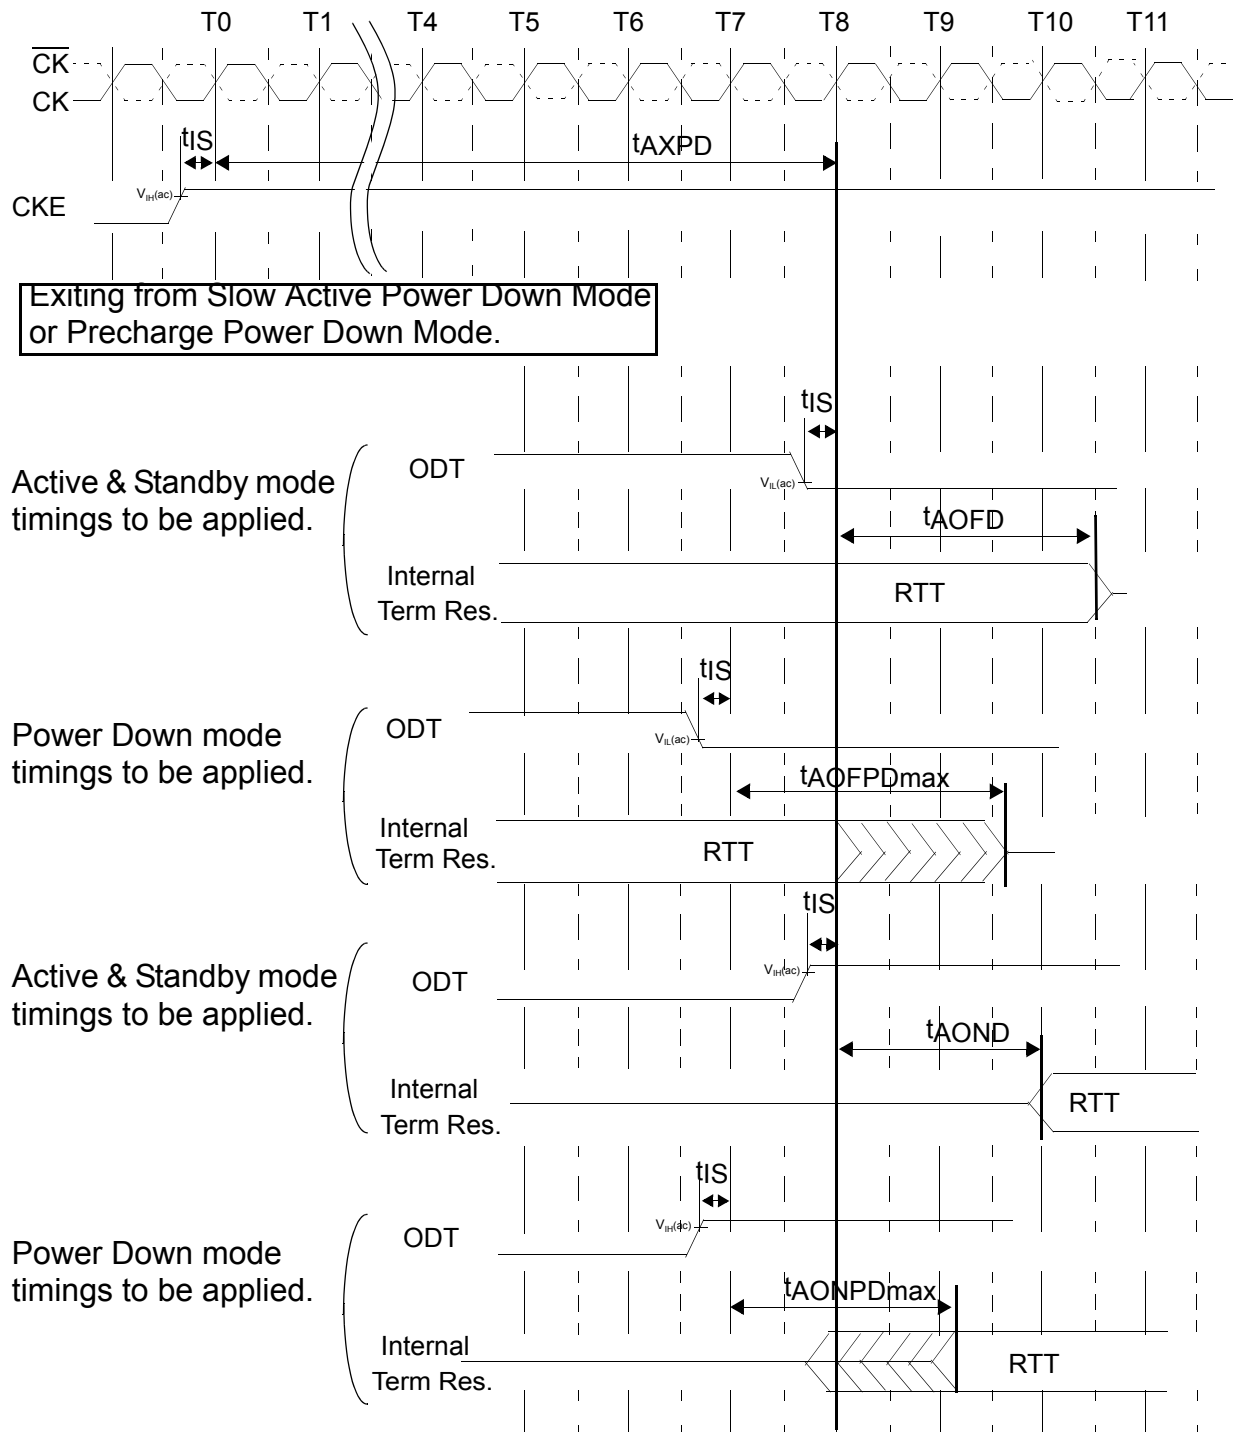 T0 T1 T4 T5 T6 T7 T8 T9 T10 T11
CK
CK
tIS
tAXPD
VIH(ac)
CKE
Exiting from Slow Active Power Down Mode
or Precharge Power Down Mode.
tIS
ODT
Active & Standby mode
timings to be applied.
VIL(ac)
tAOFD
Internal
Term Res.
RTT
tIS
ODT
Power Down mode
timings to be applied.
VIL(ac)
tAOFPDmax
Internal
Term Res.
RTT
tIS
ODT
Active & Standby mode
timings to be applied.
VIH(ac)
tAOND
Internal
Term Res.
RTT
tIS
ODT
Power Down mode
timings to be applied.
VIH(ac)
tAONPDmax
Internal
Term Res.
RTT